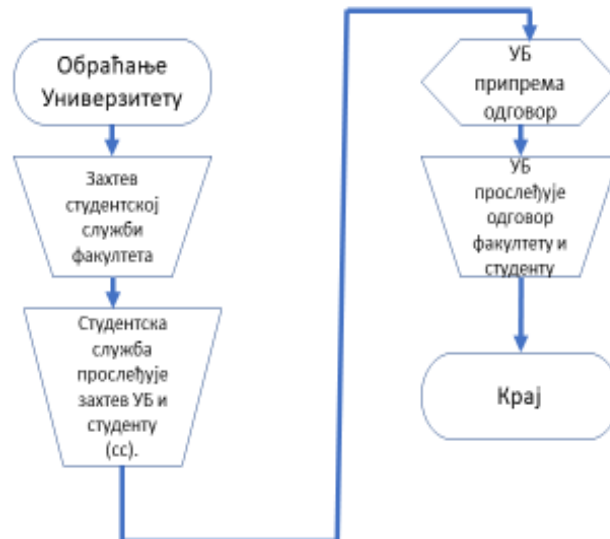 Обраћање
Универзитету
Захтев
студентској
служби
факултета
Студентска
служба
прослеђује
захтев УБ и
студенту
(cc).
УБ
припрема
одговор
УБ
прослеђује
одговор
факултету и
студенту
Крај